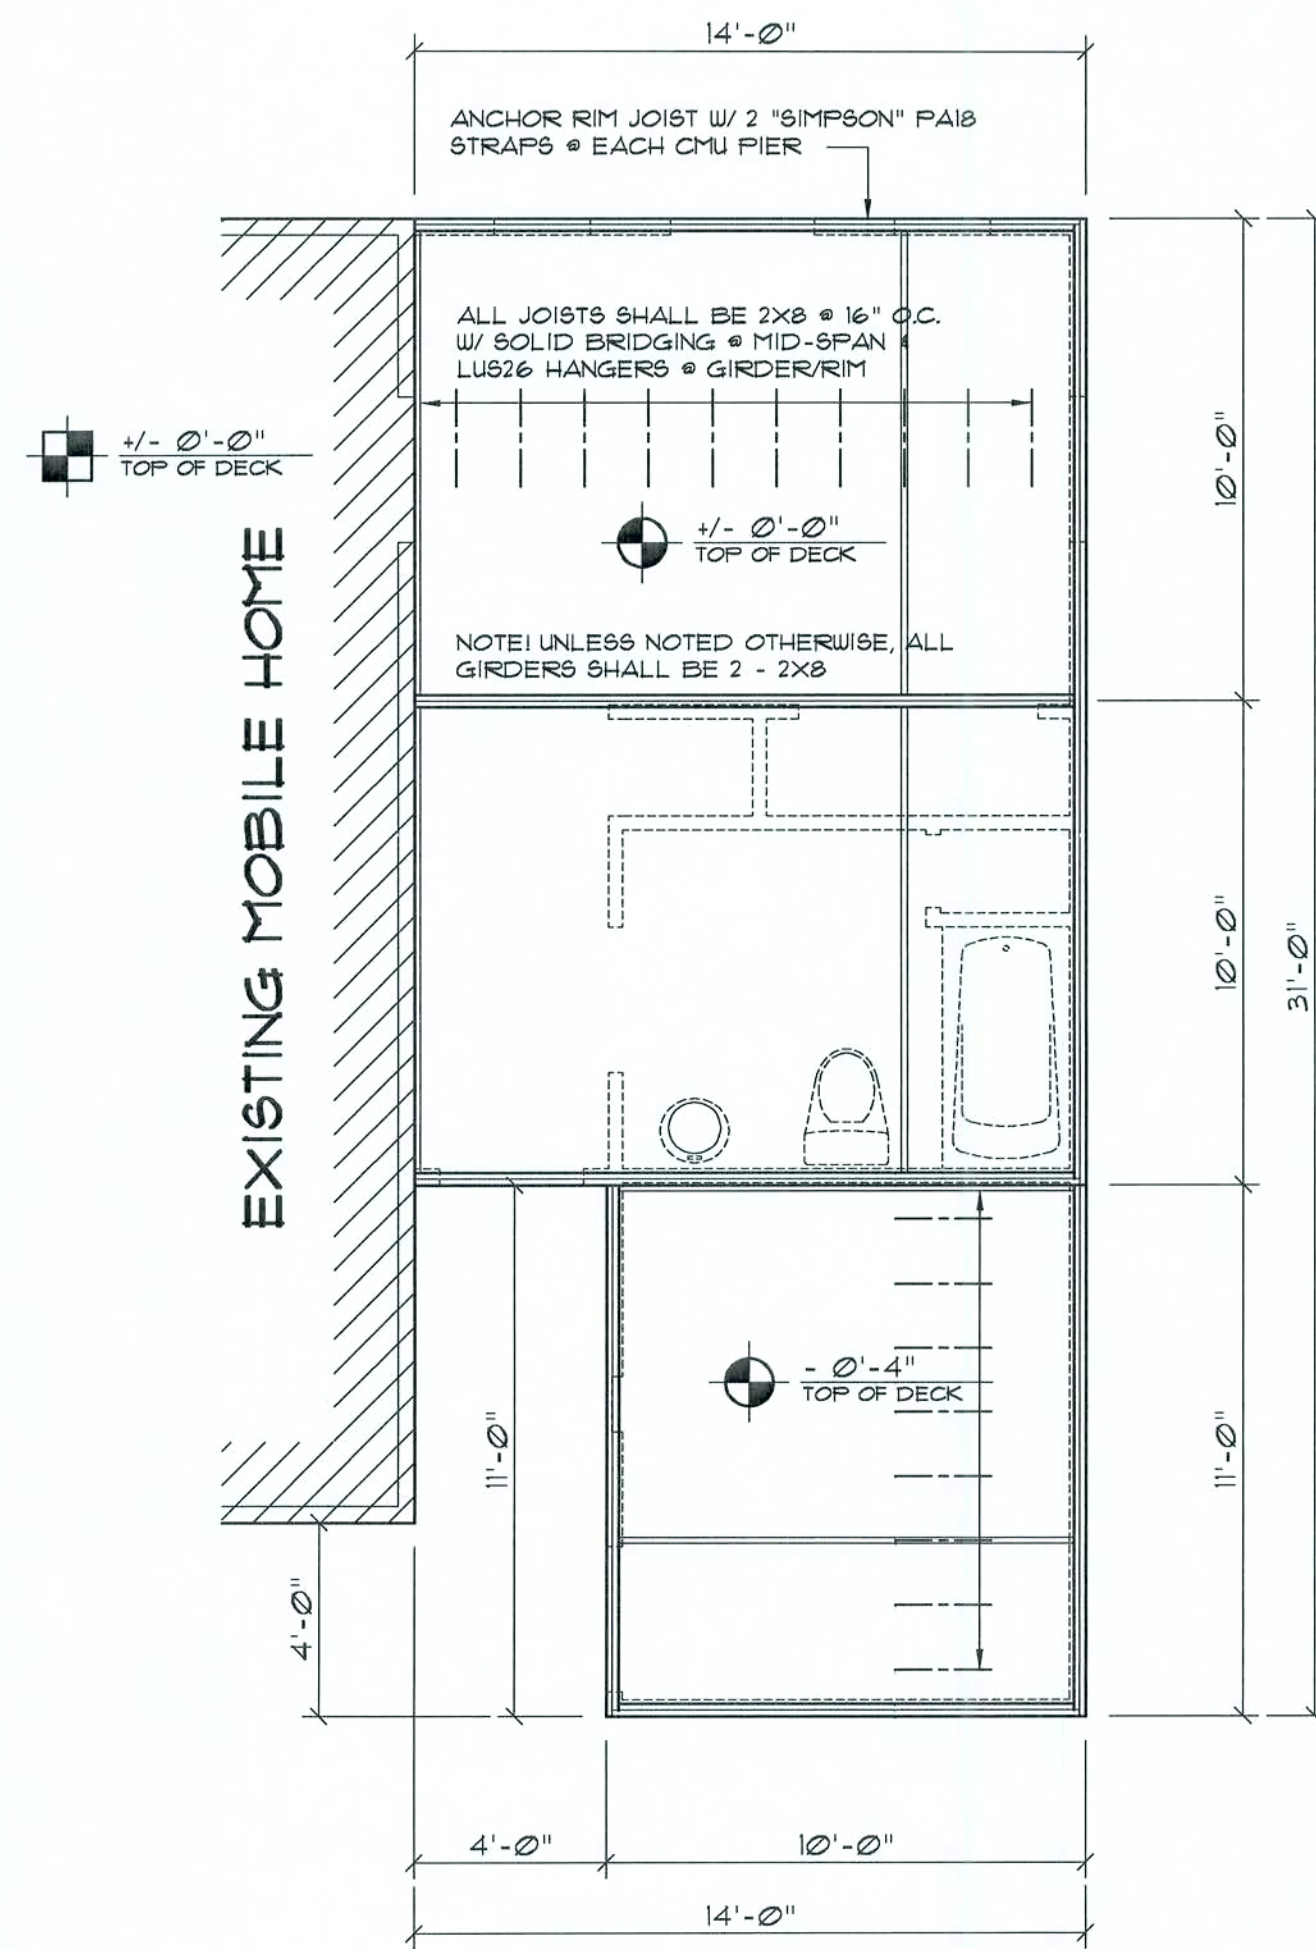 14'-0"
ANCHOR RIM JOIST W/ 2 "SIMPSON" PA18
STRAPS @ EACH CMU PIER
ALL JOISTS SHALL BE 2X8 @ 16" O.C.
W/ SOLID BRIDGING @ MID-SPAN &
LUS26 HANGERS @ GIRDER/RIM
+/- 0'-0"
TOP OF DECK
10'-0"
+/- 0'-0"
TOP OF DECK
EXISTING MOBILE HOME
NOTE! UNLESS NOTED OTHERWISE, ALL
GIRDERS SHALL BE 2 - 2X8
10'-0"
31'-0"
- 0'-4"
TOP OF DECK
11'-0"
11'-0"
4'-0"
4'-0"
10'-0"
14'-0"